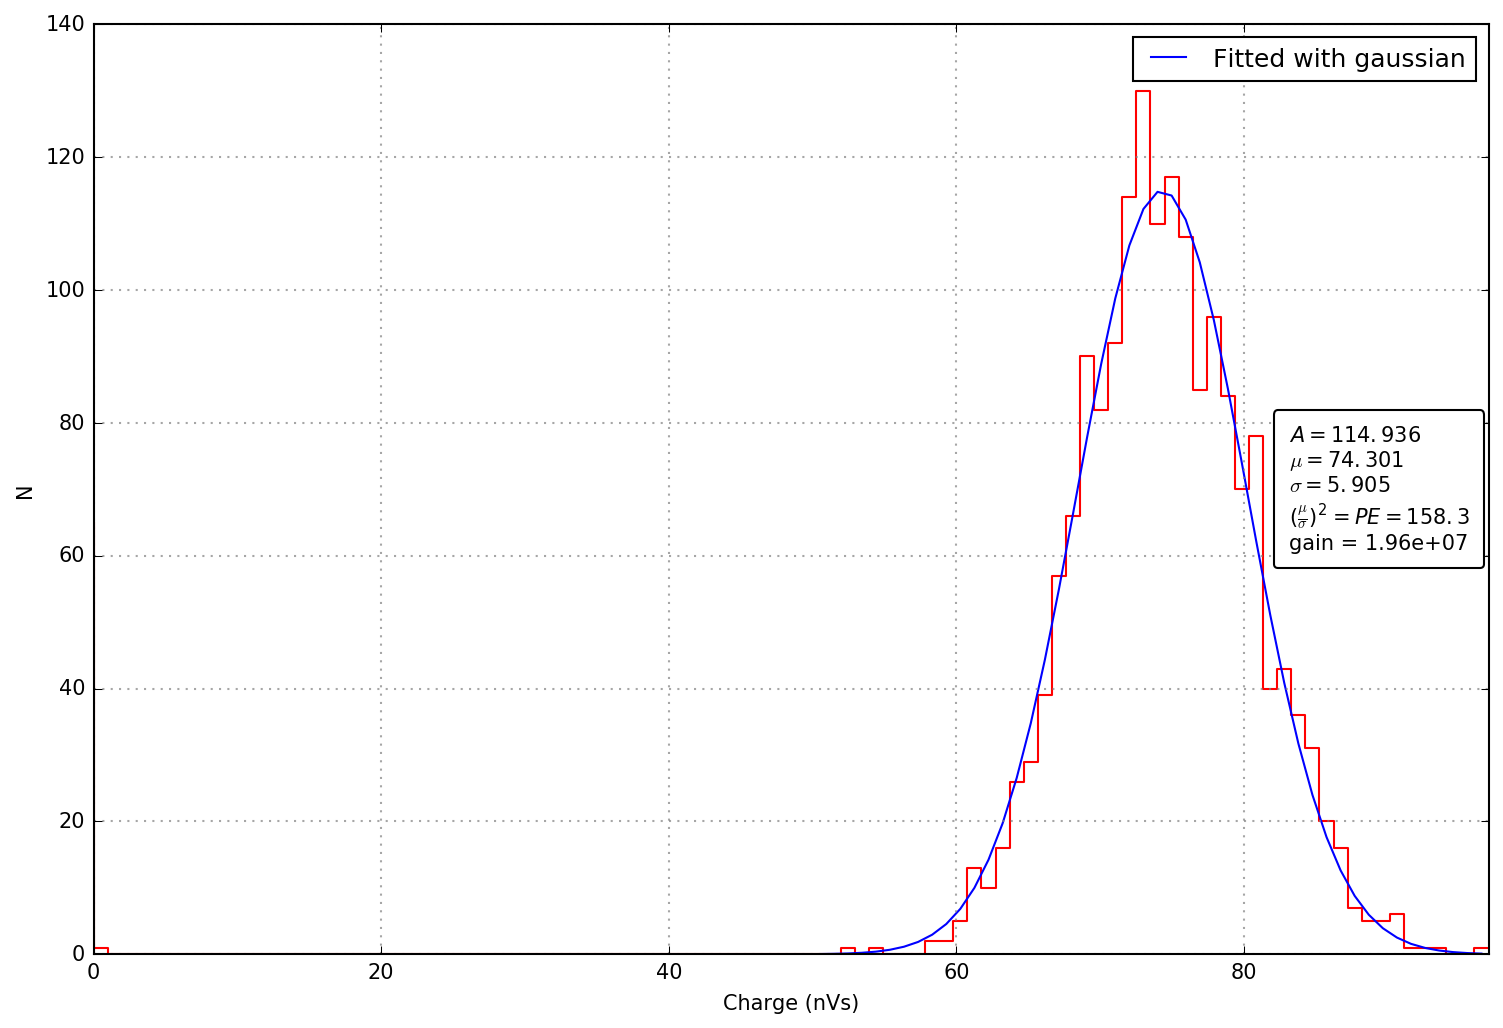 140
120
100
80
60
40
20
0
N
0 20 40 60 80
Charge (nVs)
Fitted with gaussian
A = 114.936
μ = 74.301
σ = 5.905
(μ/σ)² = PE = 158.3
gain = 1.96e+07